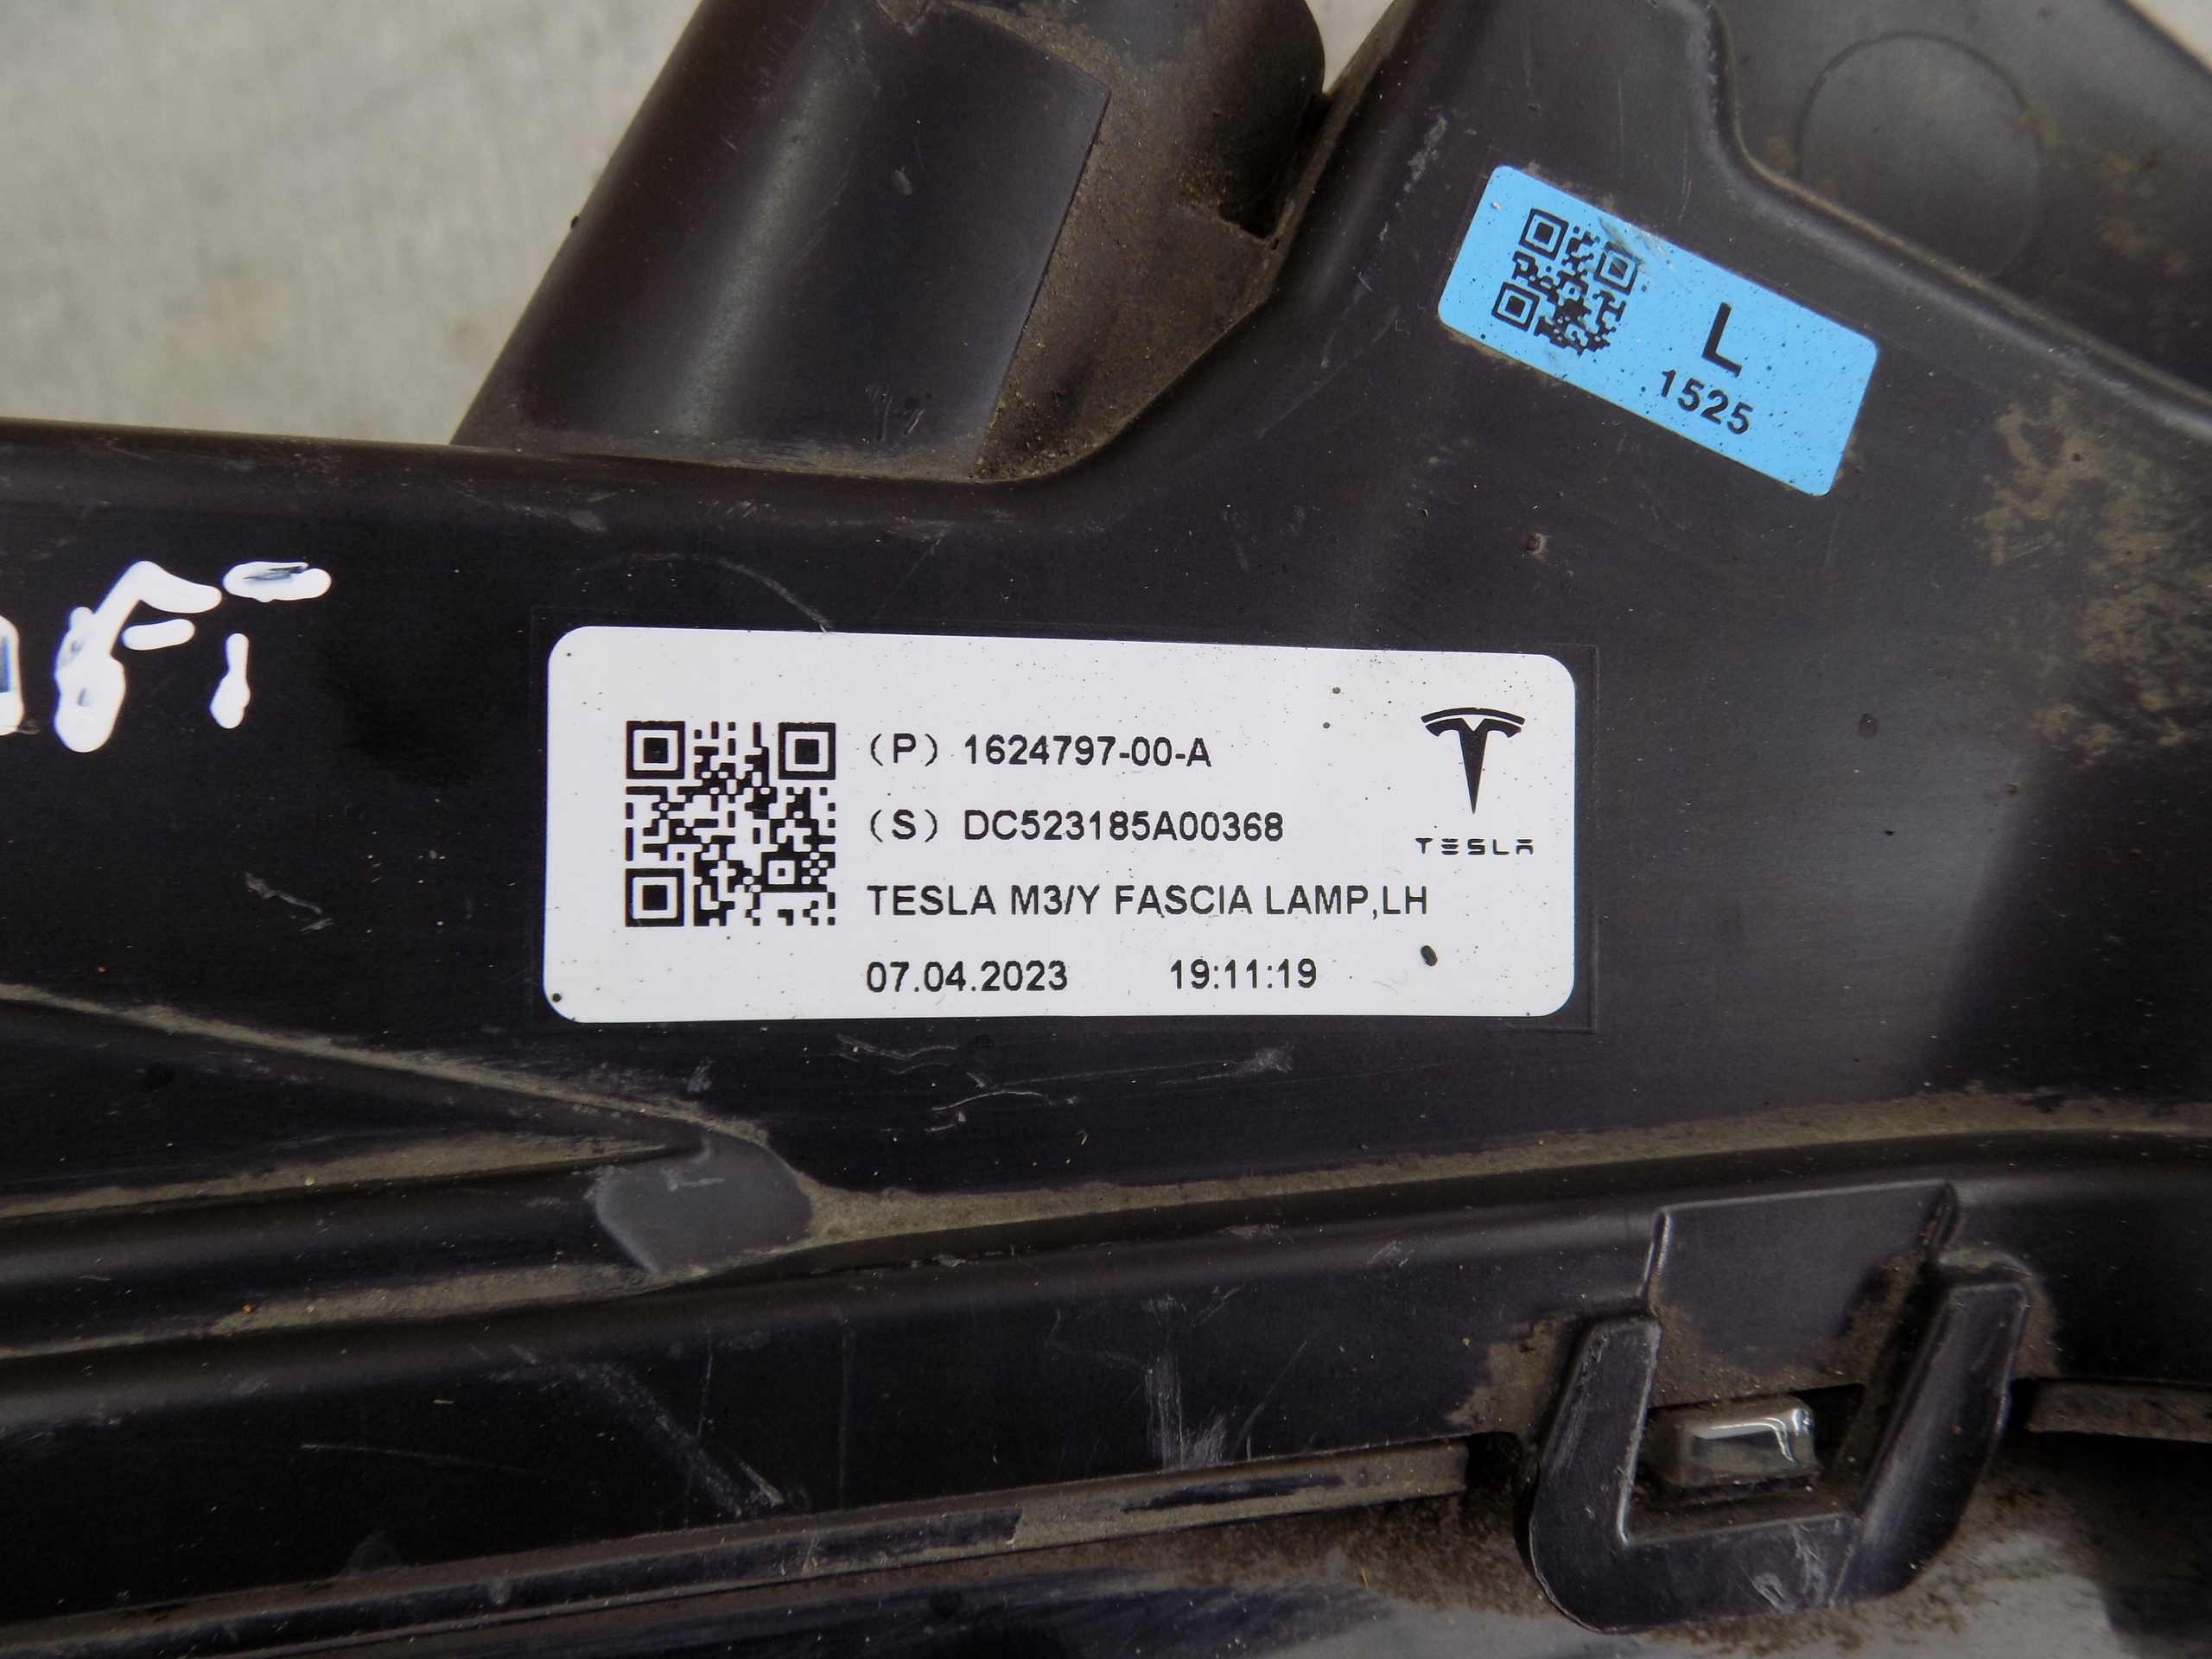 L
1525
(P) 1624797-00-A
(S) DC523185A00368
TESLA
TESLA M3/Y FASCIA LAMP,LH
07.04.2023 19:11:19